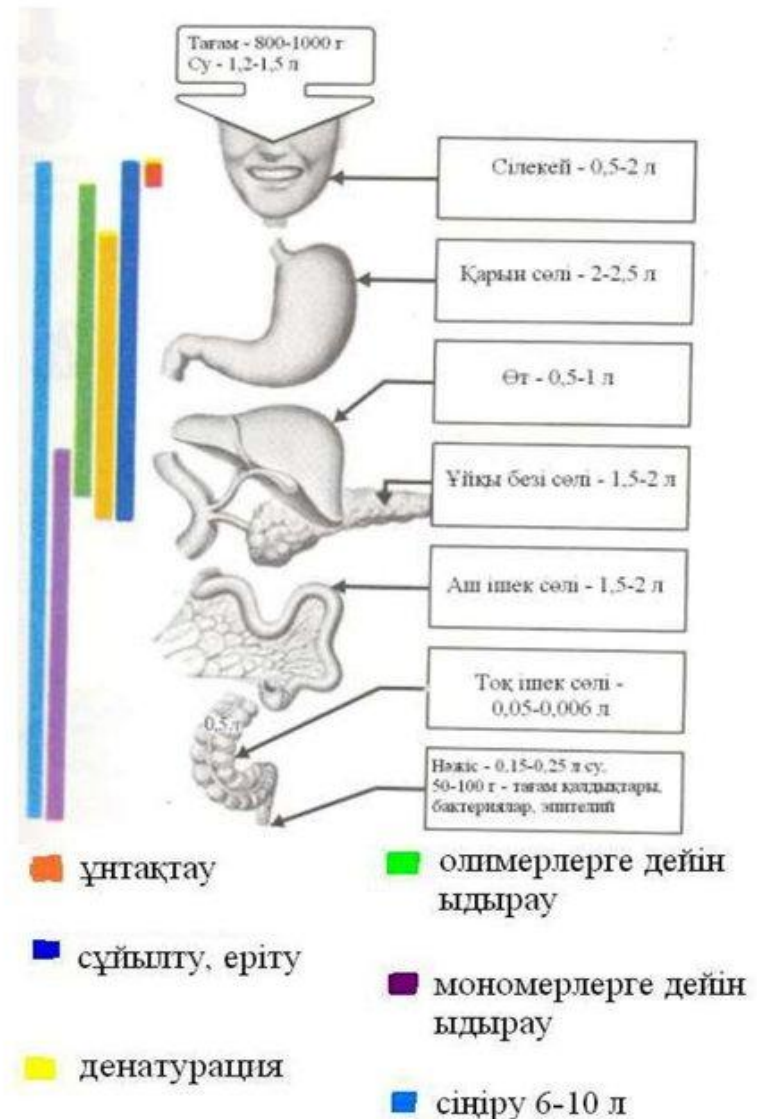 Тағам - 800-1000 г
Су - 1,2-1,5 л
Сілекей - 0,5-2 л
Қарын сөлі - 2-2,5 л
Өт - 0,5-1 л
Ұйқы безі сөлі - 1,5-2 л
Аш ішек сөлі - 1,5-2 л
Тоқ ішек сөлі -
0,05-0,006 л
0,5 л
Нәжіс - 0,15-0,25 л су,
50-100 г - тағам қалдықтары,
бактериялар, эпителий
ұнтақтау
олимерлерге дейін
ыдырау
сұйылту, еріту
мономерлерге дейін
ыдырау
денатурация
сіңіру 6-10 л